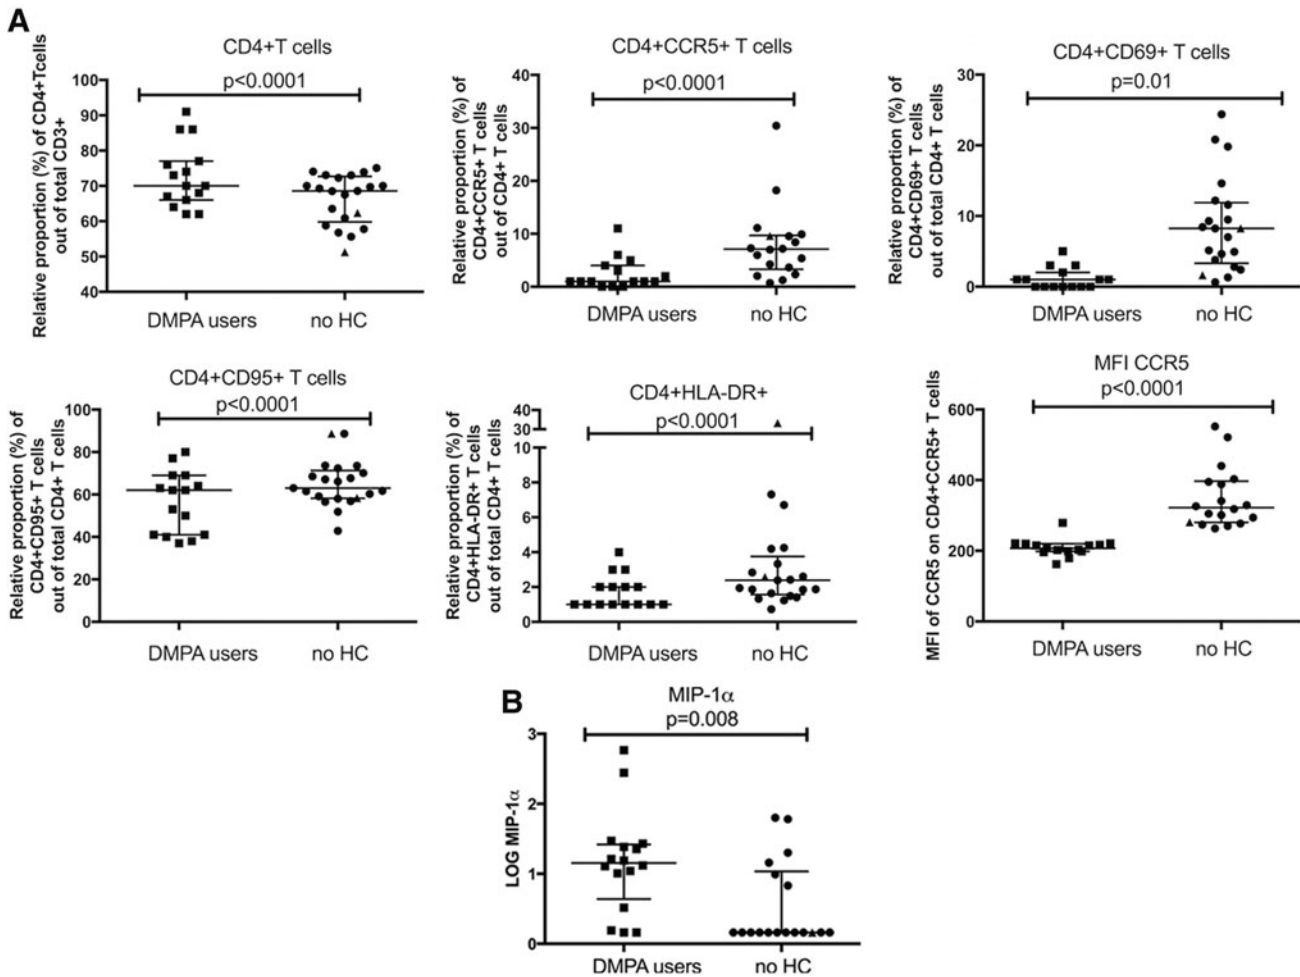 A
CD4+T cells
p<0.0001
Relative proportion (%) of CD4+Tcells
out of total CD3+
100
90
80
70
60
50
40
DMPA users
no HC
CD4+CCR5+ T cells
p<0.0001
Relative proportion (%) of
CD4+CCR5+ T cells
out of CD4+ T cells
40
30
20
10
0
DMPA users
no HC
CD4+CD69+ T cells
p=0.01
Relative proportion (%) of
CD4+CD69+ T cells
out of total CD4+ T cells
30
20
10
0
DMPA users
no HC
CD4+CD95+ T cells
p<0.0001
Relative proportion (%) of
CD4+CD95+ T cells
out of total CD4+ T cells
100
80
60
40
20
0
DMPA users
no HC
CD4+HLA-DR+
p<0.0001
Relative proportion (%) of
CD4+HLA-DR+ T cells
out of total CD4+ T cells
40
30
10
8
6
4
2
0
DMPA users
no HC
MFI CCR5
p<0.0001
MFI of CCR5 on CD4+CCR5+ T cells
600
400
200
0
DMPA users
no HC
B
MIP-1α
p=0.008
LOG MIP-1α
3
2
1
0
DMPA users
no HC